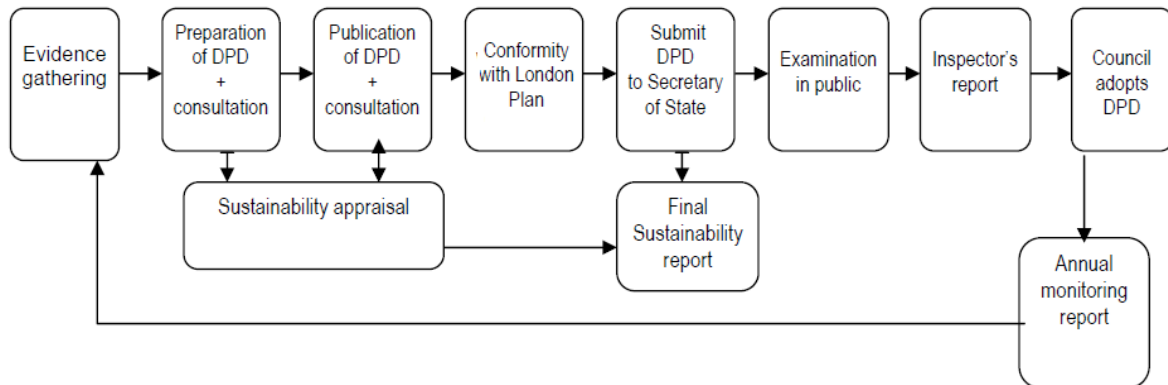 Evidence
gathering
Preparation
of DPD
+
consultation
Publication
of DPD
+
consultation
Conformity
with London
Plan
Submit
DPD
to Secretary
of State
Examination
in public
Inspector's
report
Council
adopts
DPD
Sustainability appraisal
Final
Sustainability
report
Annual
monitoring
report